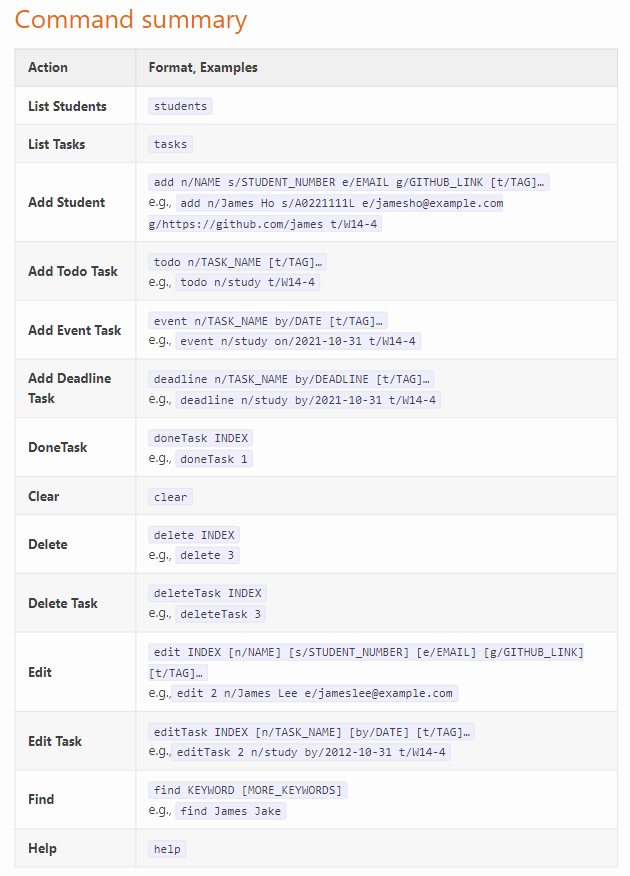 Command summary
Action Format, Examples
List Students students
List Tasks tasks
Add Student
add n/NAME s/STUDENT_NUMBER e/EMAIL g/GITHUB_LINK [t/TAG]…
e.g., add n/James Ho s/A0221111L e/jamesho@example.com
g/https://github.com/james t/W14-4
Add Todo Task
todo n/TASK_NAME [t/TAG]…
e.g., todo n/study t/W14-4
Add Event Task
event n/TASK_NAME by/DATE [t/TAG]…
e.g., event n/study on/2021-10-31 t/W14-4
Add Deadline
Task
deadline n/TASK_NAME by/DEADLINE [t/TAG]…
e.g., deadline n/study by/2021-10-31 t/W14-4
DoneTask
doneTask INDEX
e.g., doneTask 1
Clear clear
Delete
delete INDEX
e.g., delete 3
Delete Task
deleteTask INDEX
e.g., deleteTask 3
Edit
edit INDEX [n/NAME] [s/STUDENT_NUMBER] [e/EMAIL] [g/GITHUB_LINK]
[t/TAG]…
e.g., edit 2 n/James Lee e/jameslee@example.com
Edit Task
editTask INDEX [n/TASK_NAME] [by/DATE] [t/TAG]…
e.g., editTask 2 n/study by/2012-10-31 t/W14-4
Find
find KEYWORD [MORE_KEYWORDS]
e.g., find James Jake
Help help